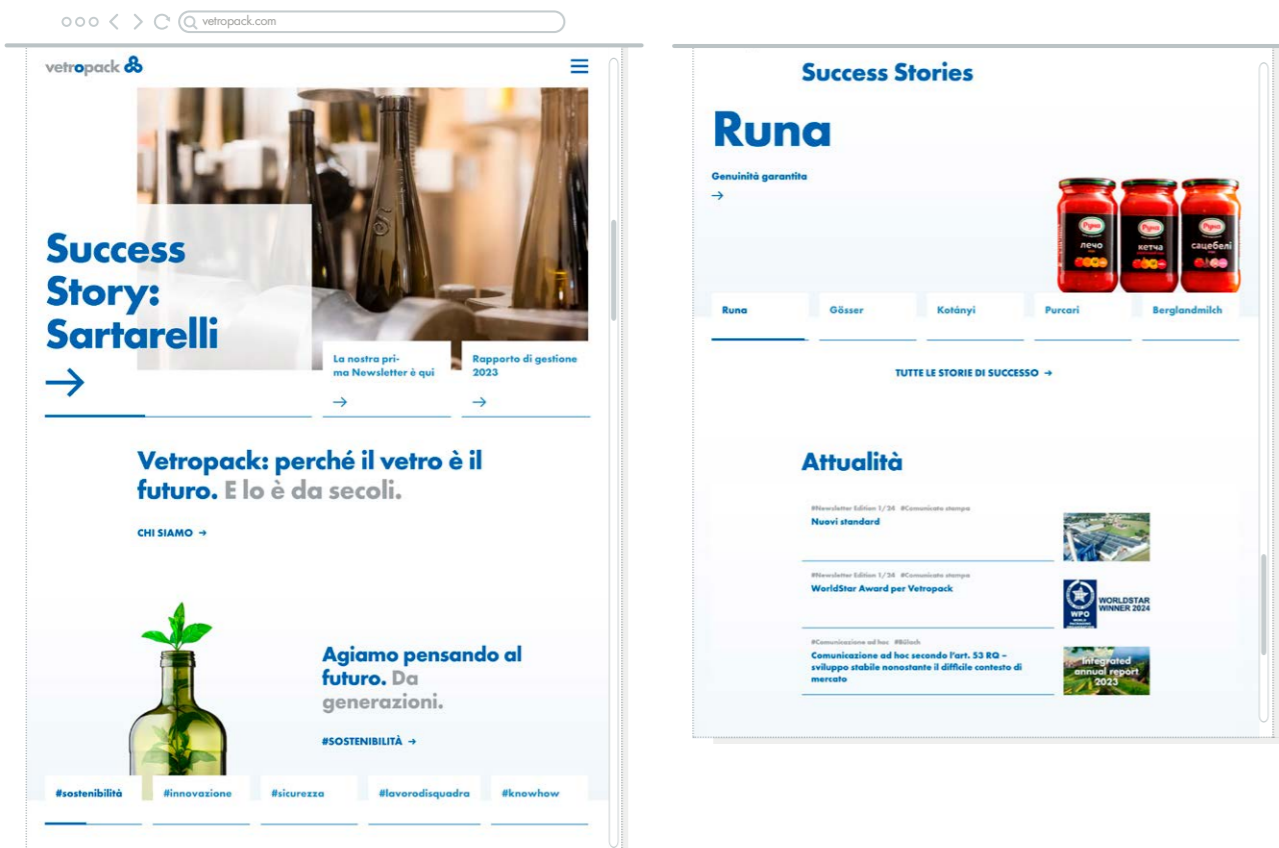 vetropack.com
vetropack
Success
Story:
Sartarelli
La nostra pri-
ma Newsletter è qui
Rapporto di gestione
2023
Vetropack: perché il vetro è il
futuro. E lo è da secoli.
CHI SIAMO →
Agiamo pensando al
futuro. Da
generazioni.
#SOSTENIBILITÀ →
#sostenibilità
#innovazione
#sicurezza
#lavorodisquadra
#knowhow
Success Stories
Runa
Genuinità garantita
Руна
Руна
Руна
лечо
кетча
сацебелі
Runa
Gösser
Kotányi
Purcari
Berglandmilch
TUTTE LE STORIE DI SUCCESSO →
Attualità
#Newsletter Edition 1/24 #Comunicato stampa
Nuovi standard
#Newsletter Edition 1/24 #Comunicato stampa
WorldStar Award per Vetropack
WPO
WORLDSTAR
WINNER 2024
#Comunicazione ad hoc #Bülach
Comunicazione ad hoc secondo l'art. 53 RQ –
sviluppo stabile nonostante il difficile contesto di
mercato
Integrated
annual report
2023